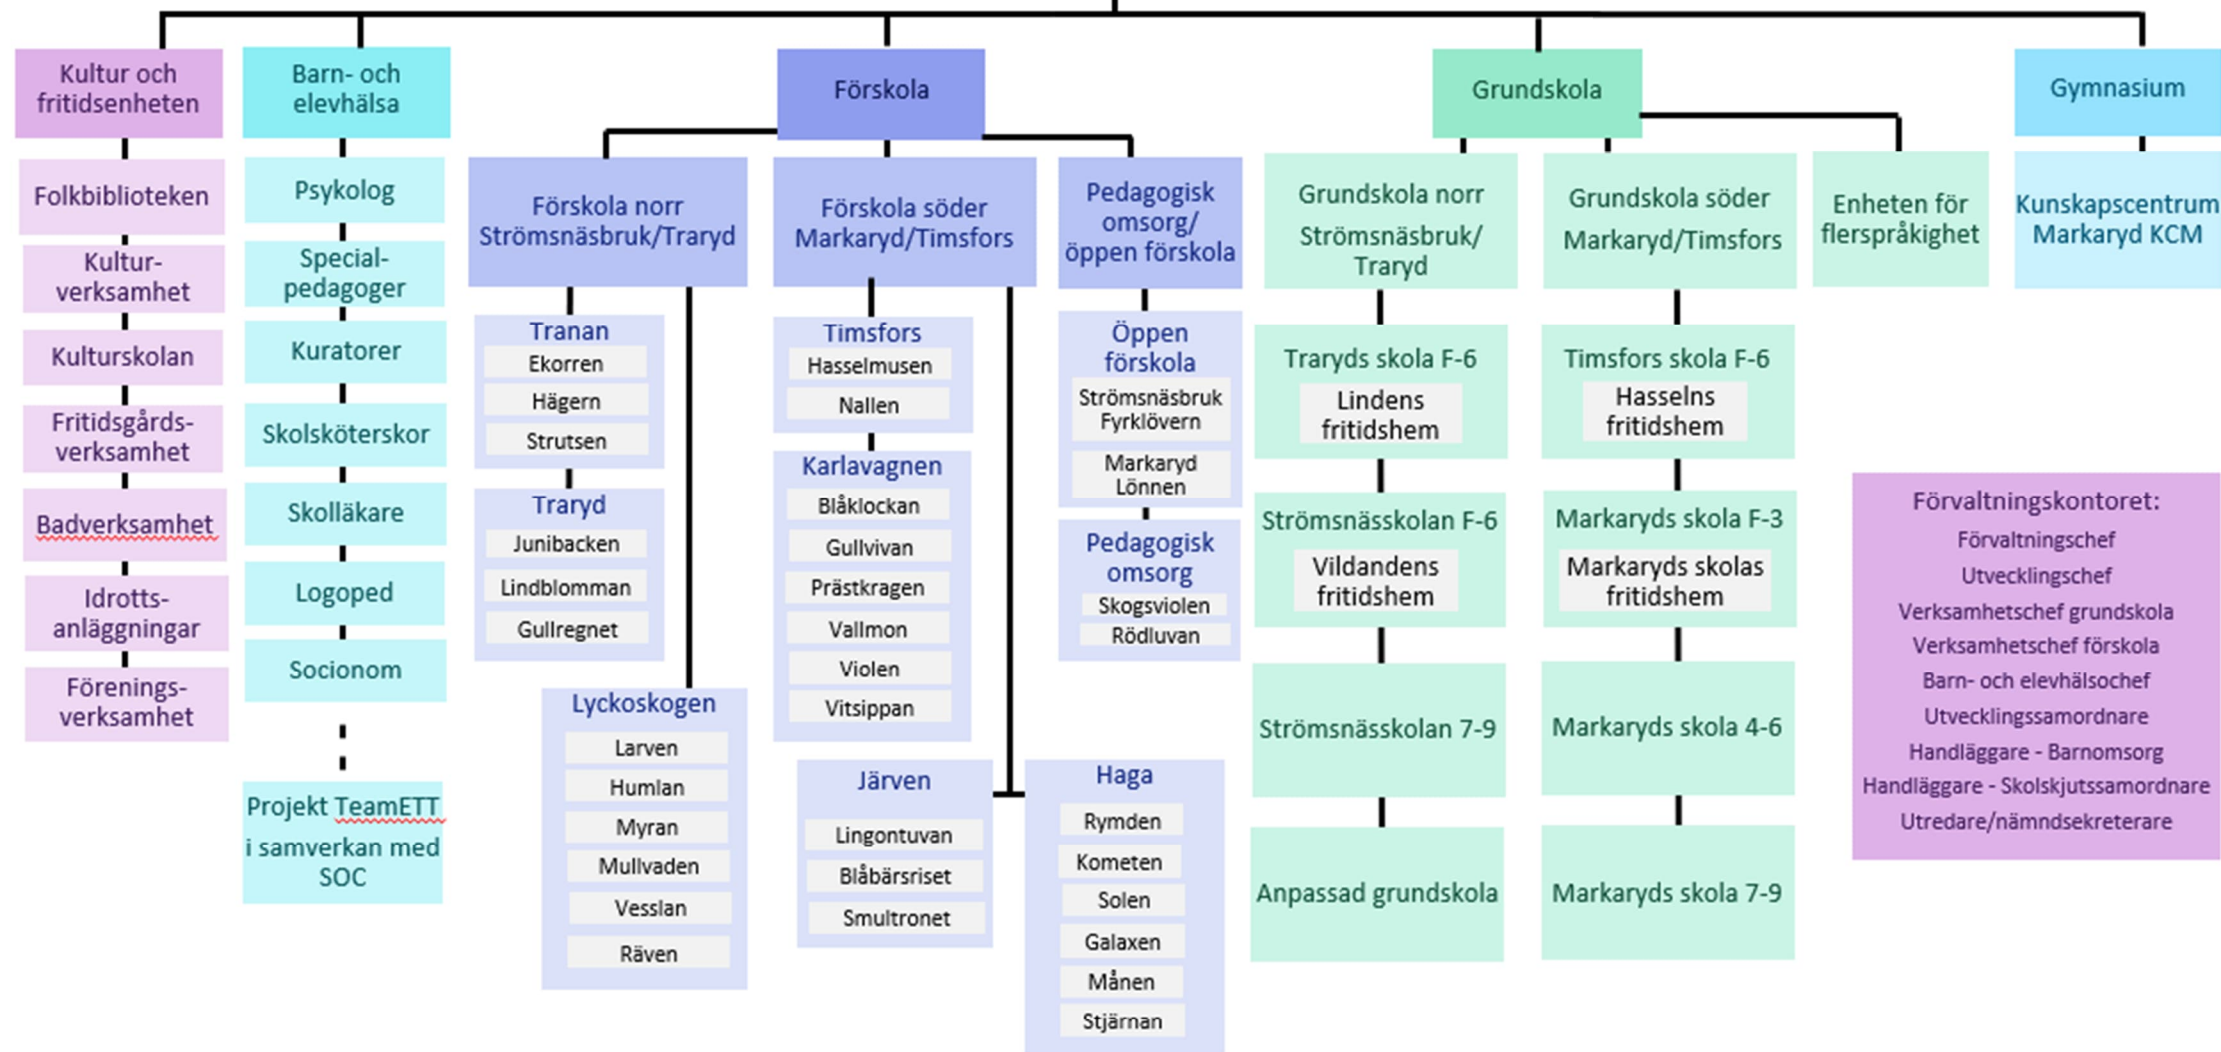 Kultur och
fritidsenheten
Folkbiblioteken
Kultur-
verksamhet
Kulturskolan
Fritidsgårds-
verksamhet
Badverksamhet
Idrotts-
anläggningar
Förenings-
verksamhet
Barn- och
elevhälsa
Psykolog
Special-
pedagoger
Kuratorer
Skolsköterskor
Skolläkare
Logoped
Socionom
Projekt TeamETT
i samverkan med
SOC
Förskola
Förskola norr
Strömsnäsbruk/Traryd
Tranan
Ekorren
Hägern
Strutsen
Traryd
Junibacken
Lindblomman
Gullregnet
Lyckoskogen
Larven
Humlan
Myran
Mullvaden
Vesslan
Räven
Förskola söder
Markaryd/Timsfors
Timsfors
Hasselmusen
Nallen
Karlavagnen
Blåklockan
Gullvivan
Prästkragen
Vallmon
Violen
Vitsippan
Järven
Lingontuvan
Blåbärsriset
Smultronet
Haga
Rymden
Kometen
Solen
Galaxen
Månen
Stjärnan
Pedagogisk
omsorg/
öppen förskola
Öppen
förskola
Strömsnäsbruk
Fyrklövern
Markaryd
Lönnen
Pedagogisk
omsorg
Skogsviolen
Rödluvan
Grundskola
Grundskola norr
Strömsnäsbruk/
Traryd
Traryds skola F-6
Lindens
fritidshem
Strömsnässkolan F-6
Vildandens
fritidshem
Strömsnässkolan 7-9
Anpassad grundskola
Grundskola söder
Markaryd/Timsfors
Timsfors skola F-6
Hasselns
fritidshem
Markaryds skola F-3
Markaryds skolas
fritidshem
Markaryds skola 4-6
Markaryds skola 7-9
Enheten för
flerspråkighet
Gymnasium
Kunskapscentrum
Markaryd KCM
Förvaltningskontoret:
Förvaltningschef
Utvecklingschef
Verksamhetschef grundskola
Verksamhetschef förskola
Barn- och elevhälsochef
Utvecklingssamordnare
Handläggare - Barnomsorg
Handläggare - Skolskjutssamordnare
Utredare/nämndsekreterare